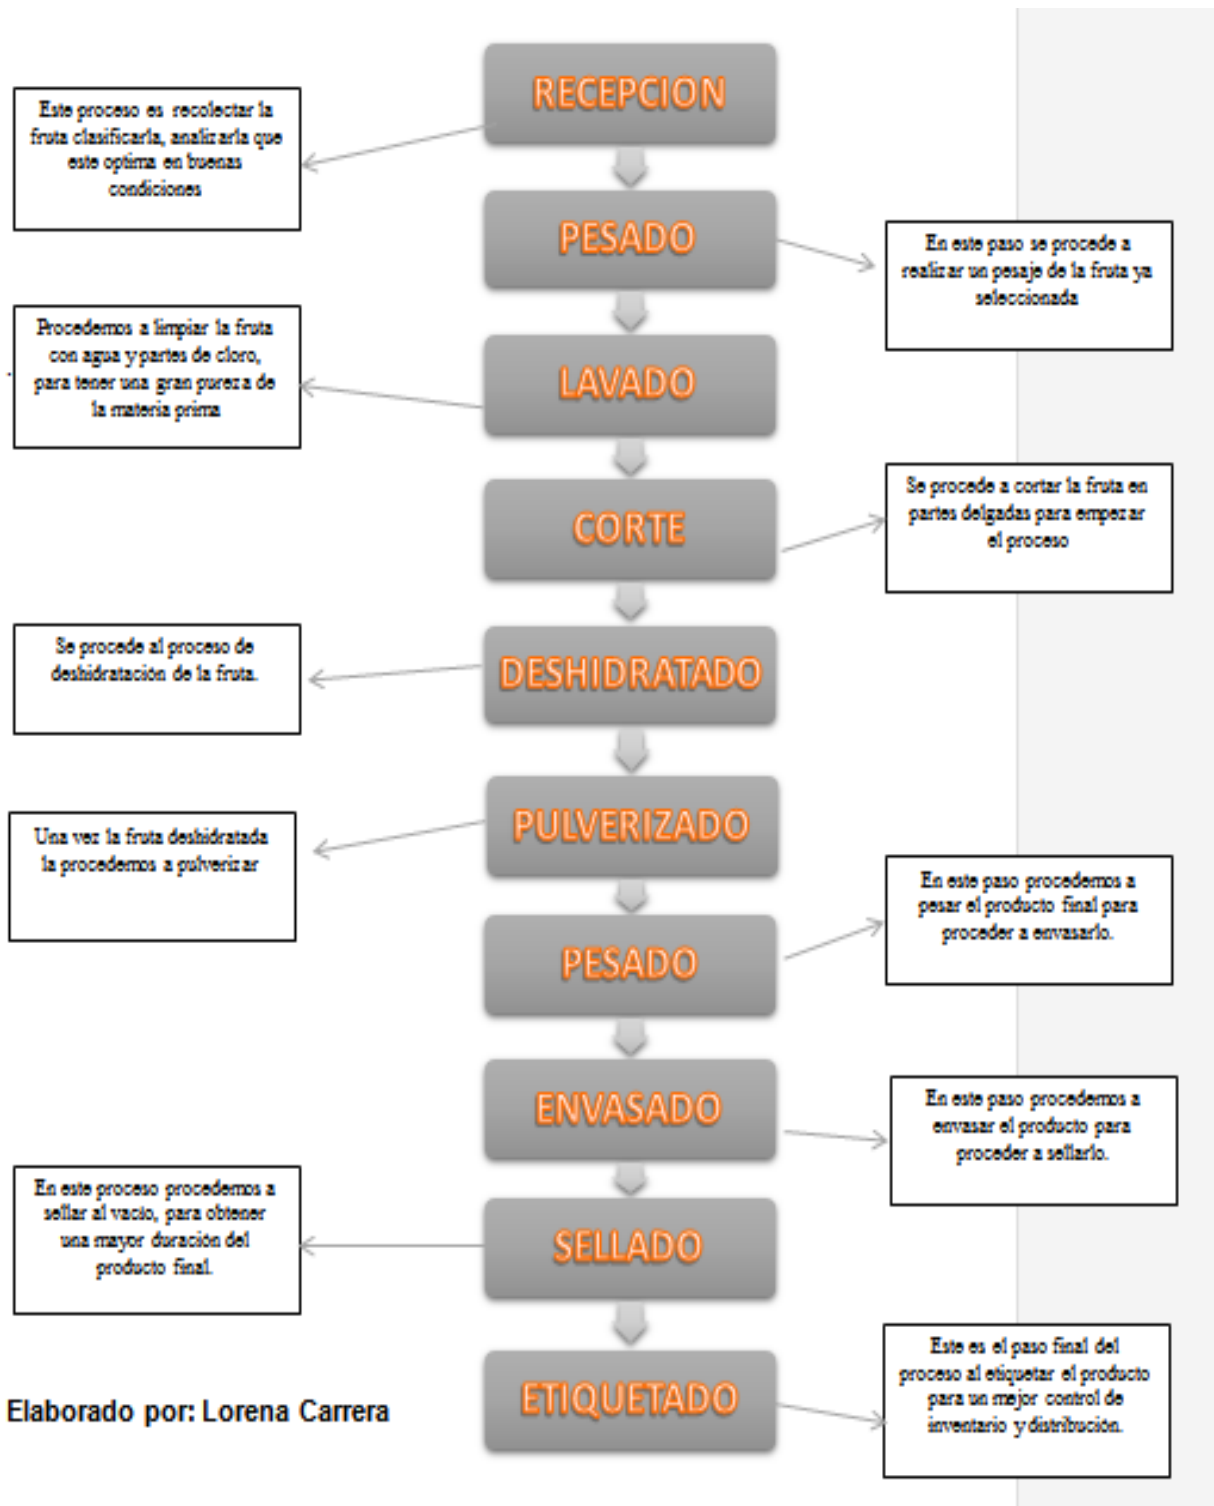 RECEPCION
Este proceso es recolectar la
fruta clasificarla, analizarla que
este optima en buenas
condiciones
PESADO
En este paso se procede a
realizar un pesaje de la fruta ya
seleccionada
Procedemos a limpiar la fruta
con agua y partes de cloro,
para tener una gran pureza de
la materia prima
.
LAVADO
CORTE
Se procede a cortar la fruta en
partes delgadas para empezar
el proceso
Se procede al proceso de
deshidratación de la fruta.
DESHIDRATADO
PULVERIZADO
Una vez la fruta deshidratada
la procedemos a pulverizar
PESADO
En este paso procedemos a
pesar el producto final para
proceder a envasarlo.
ENVASADO
En este paso procedemos a
envasar el producto para
proceder a sellarlo.
En este proceso procedemos a
sellar al vacío, para obtener
una mayor duración del
producto final.
SELLADO
ETIQUETADO
Este es el paso final del
proceso al etiquetar el producto
para un mejor control de
inventario y distribución.
Elaborado por: Lorena Carrera